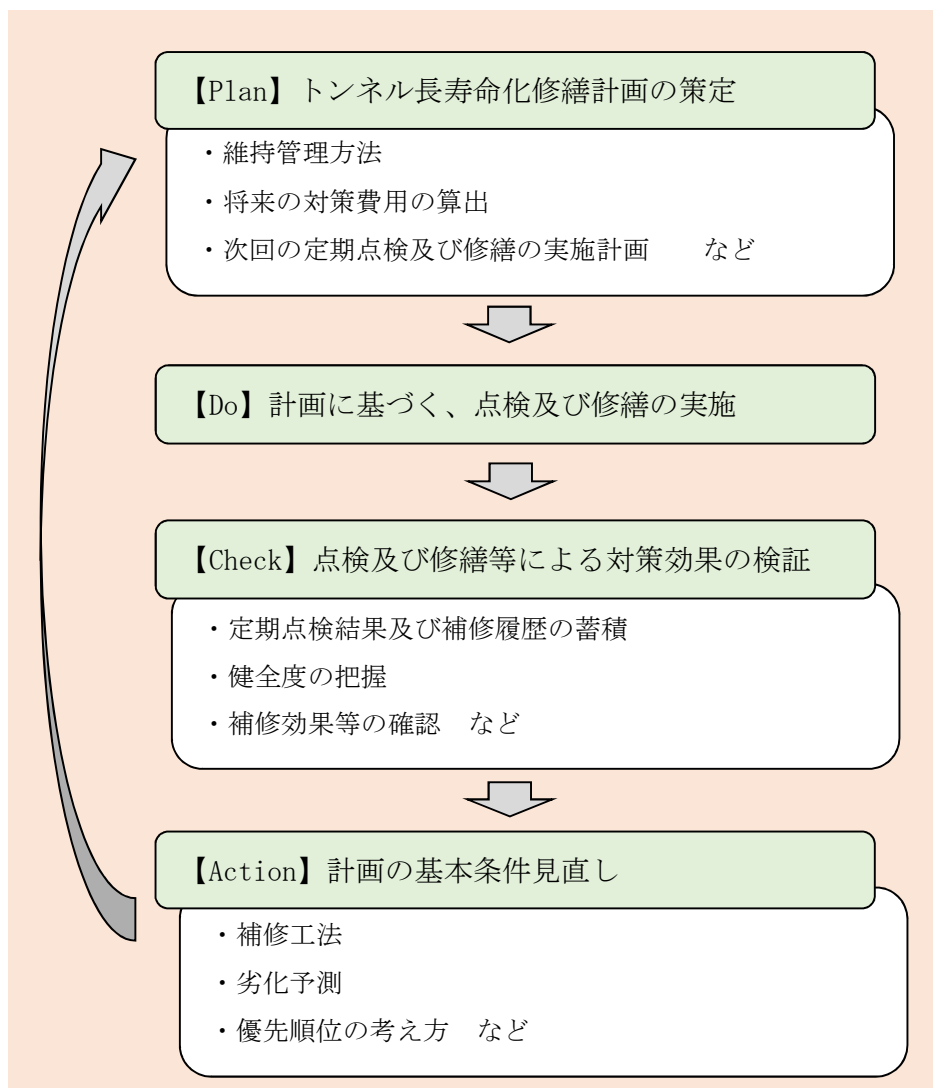 【Plan】トンネル長寿命化修繕計画の策定
・維持管理方法
・将来の対策費用の算出
・次回の定期点検及び修繕の実施計画　　など
【Do】計画に基づく、点検及び修繕の実施
【Check】点検及び修繕等による対策効果の検証
・定期点検結果及び補修履歴の蓄積
・健全度の把握
・補修効果等の確認　など
【Action】計画の基本条件見直し
・補修工法
・劣化予測
・優先順位の考え方　など